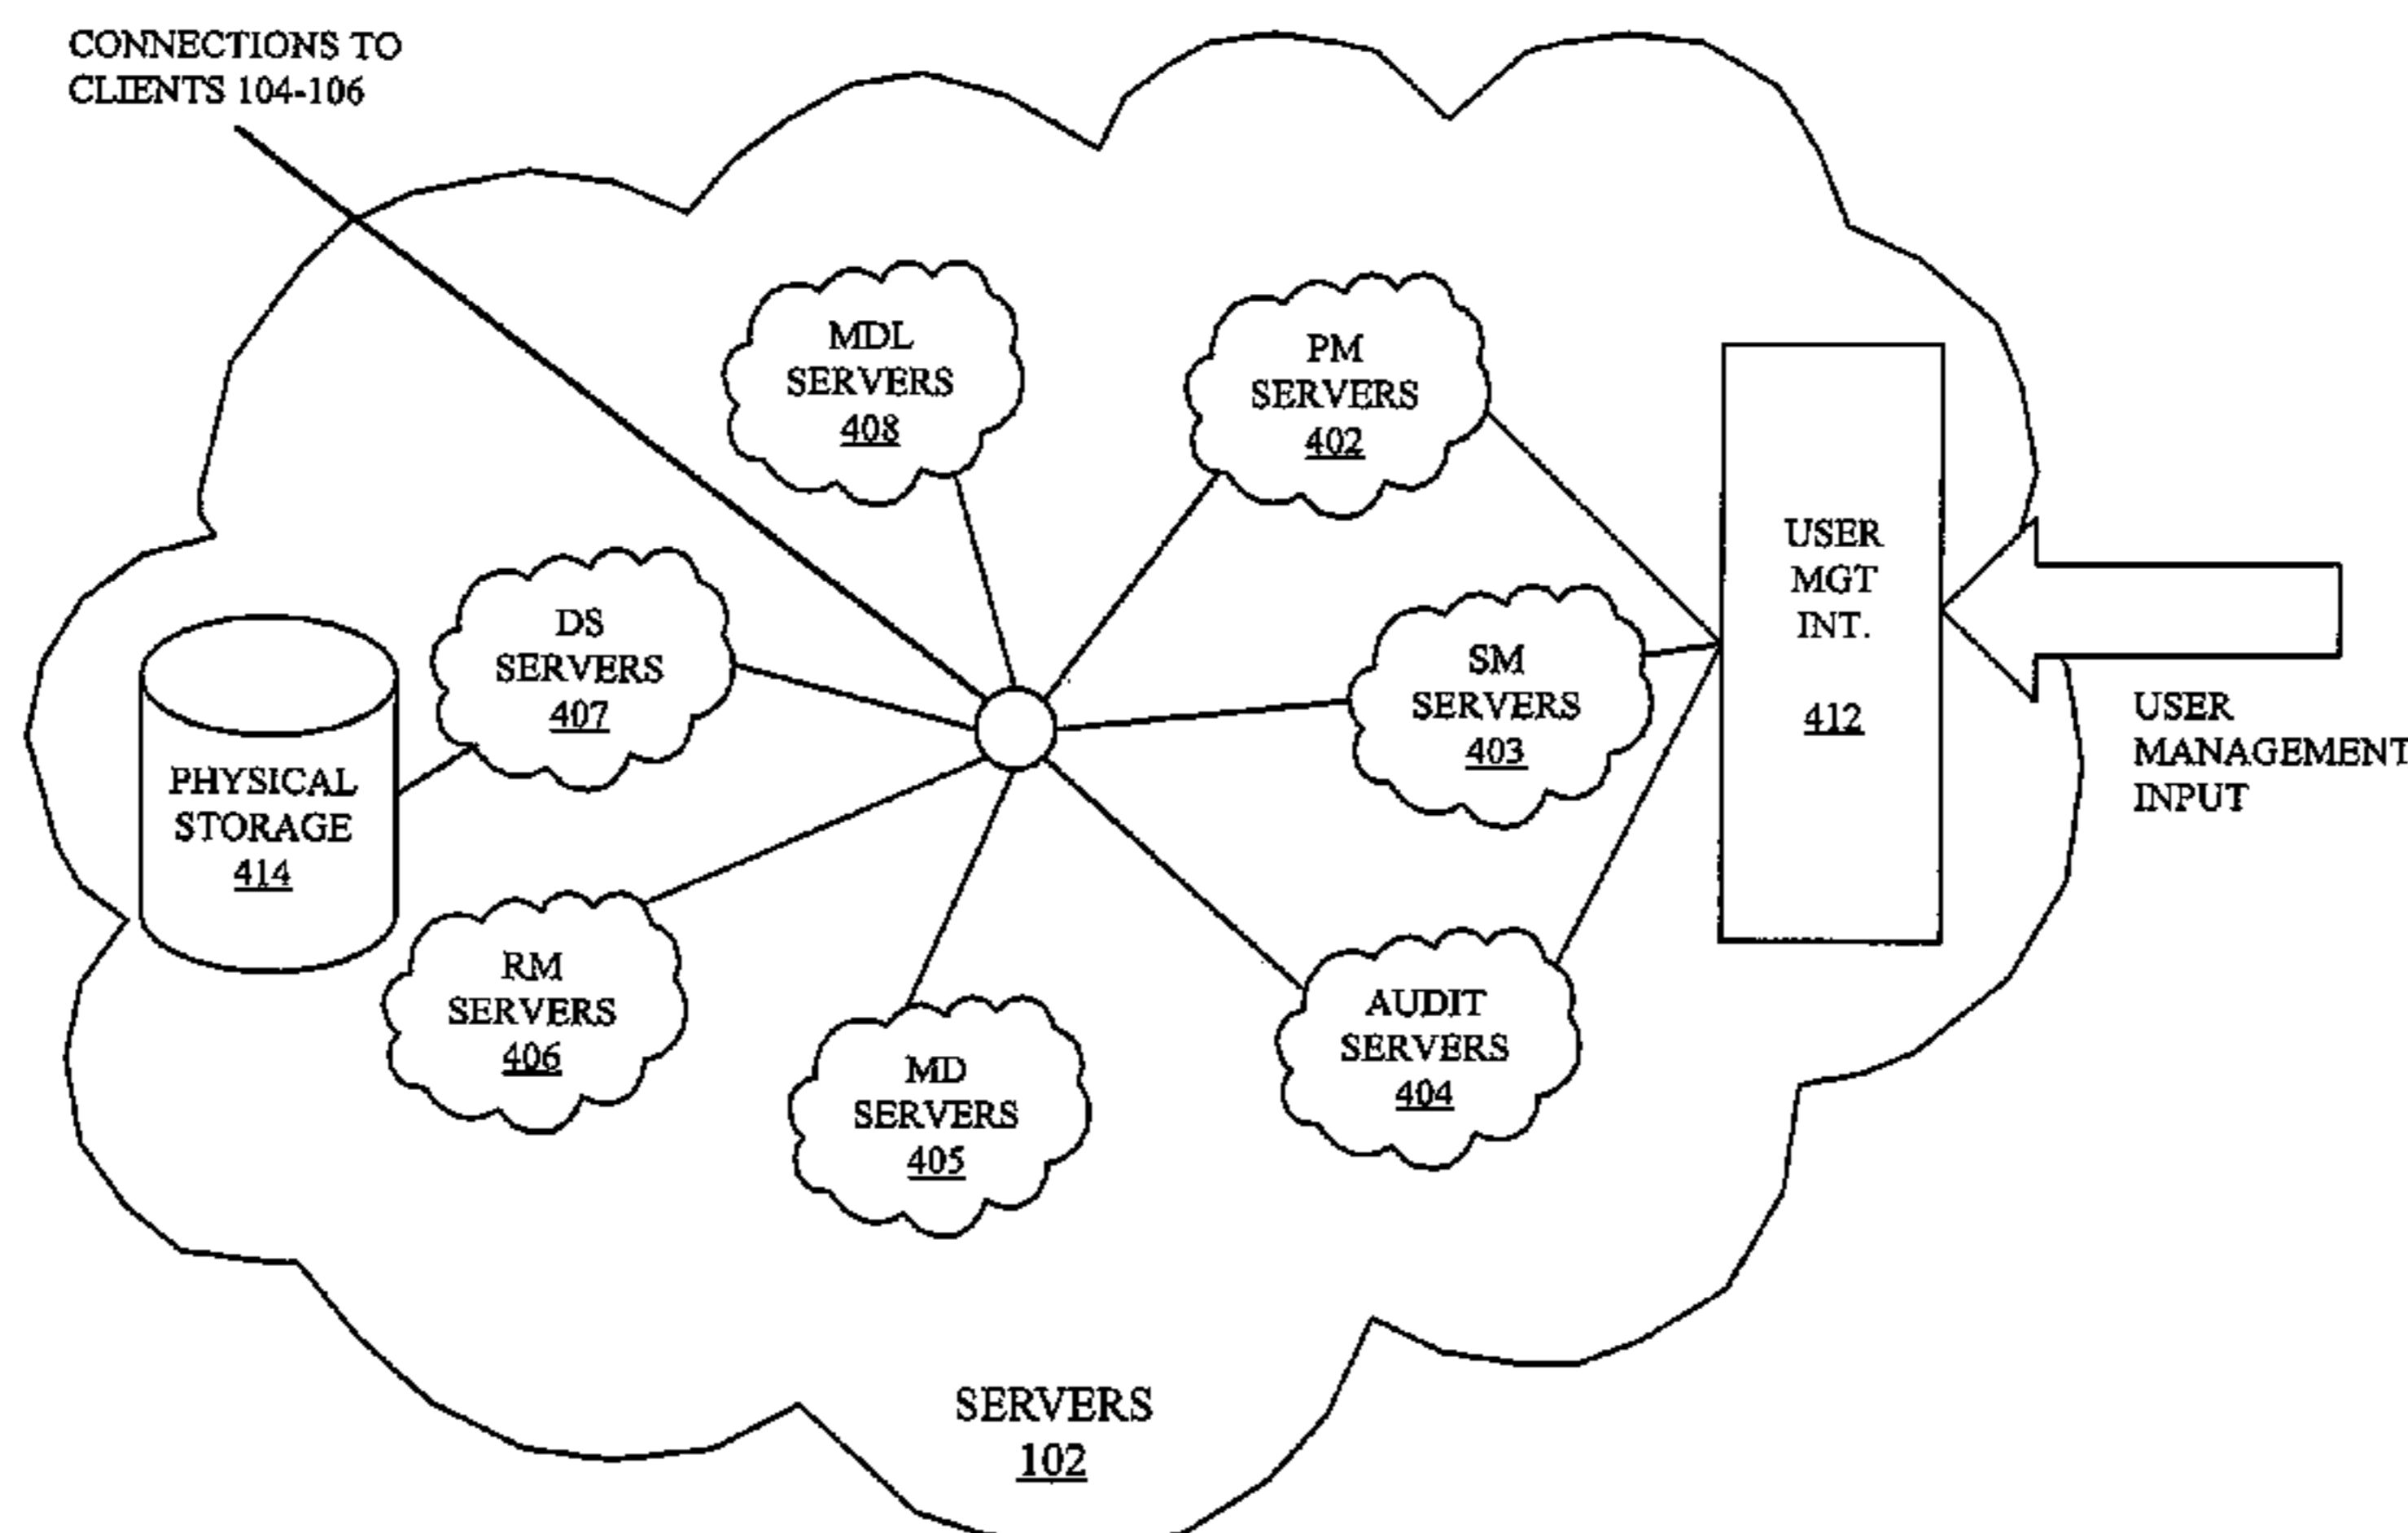 CONNECTIONS TO
CLIENTS 104-106
MDL
SERVERS
408
PM
SERVERS
402
USER
MGT
INT.
412
DS
SERVERS
407
SM
SERVERS
403
USER
MANAGEMENT
INPUT
PHYSICAL
STORAGE
414
RM
SERVERS
406
MD
SERVERS
405
AUDIT
SERVERS
404
SERVERS
102